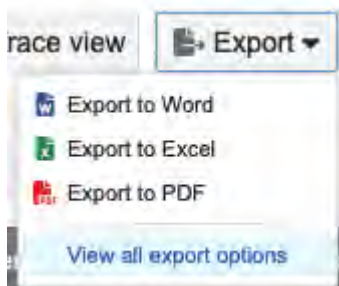 race view Export
Export to Word
Export to Excel
Export to PDF
View all export options